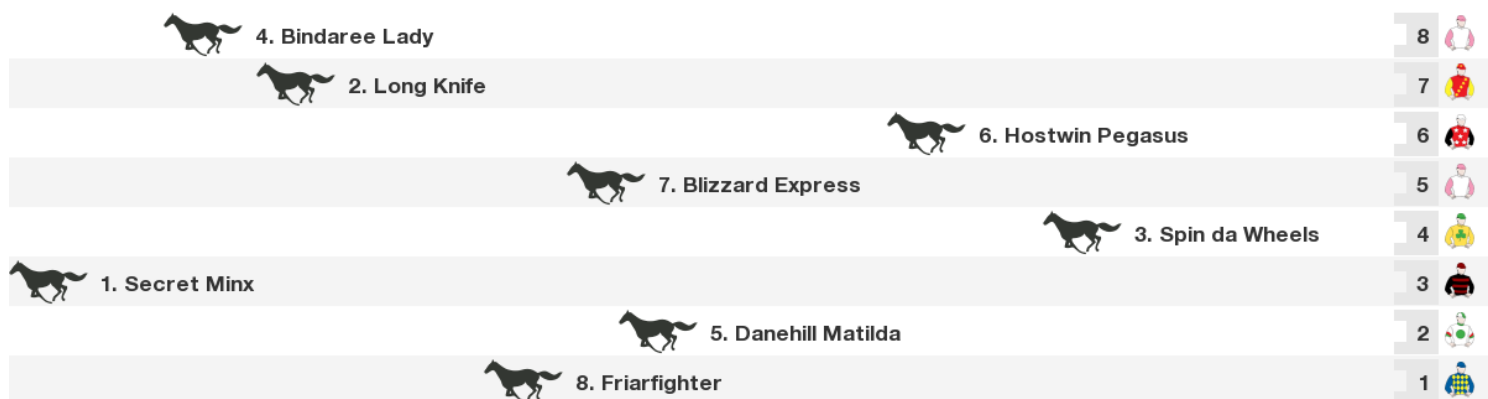 4. Bindaree Lady 8
2. Long Knife 7
6. Hostwin Pegasus 6
7. Blizzard Express 5
3. Spin da Wheels 4
1. Secret Minx 3
5. Danehill Matilda 2
8. Friarfighter 1